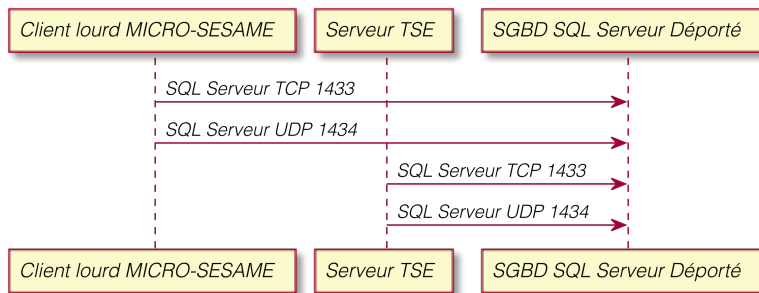 Client lourd MICRO-SESAME
Serveur TSE
SGBD SQL Serveur Déporté
SQL Serveur TCP 1433
SQL Serveur UDP 1434
SQL Serveur TCP 1433
SQL Serveur UDP 1434
Client lourd MICRO-SESAME
Serveur TSE
SGBD SQL Serveur Déporté